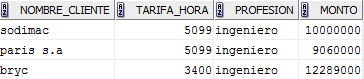 NOMBRE_CLIENTE TARIFA_HORA PROFESION MONTO
sodimac 5099 ingeniero 10000000
paris s.a 5099 ingeniero 9060000
bryc 3400 ingeniero 12289000